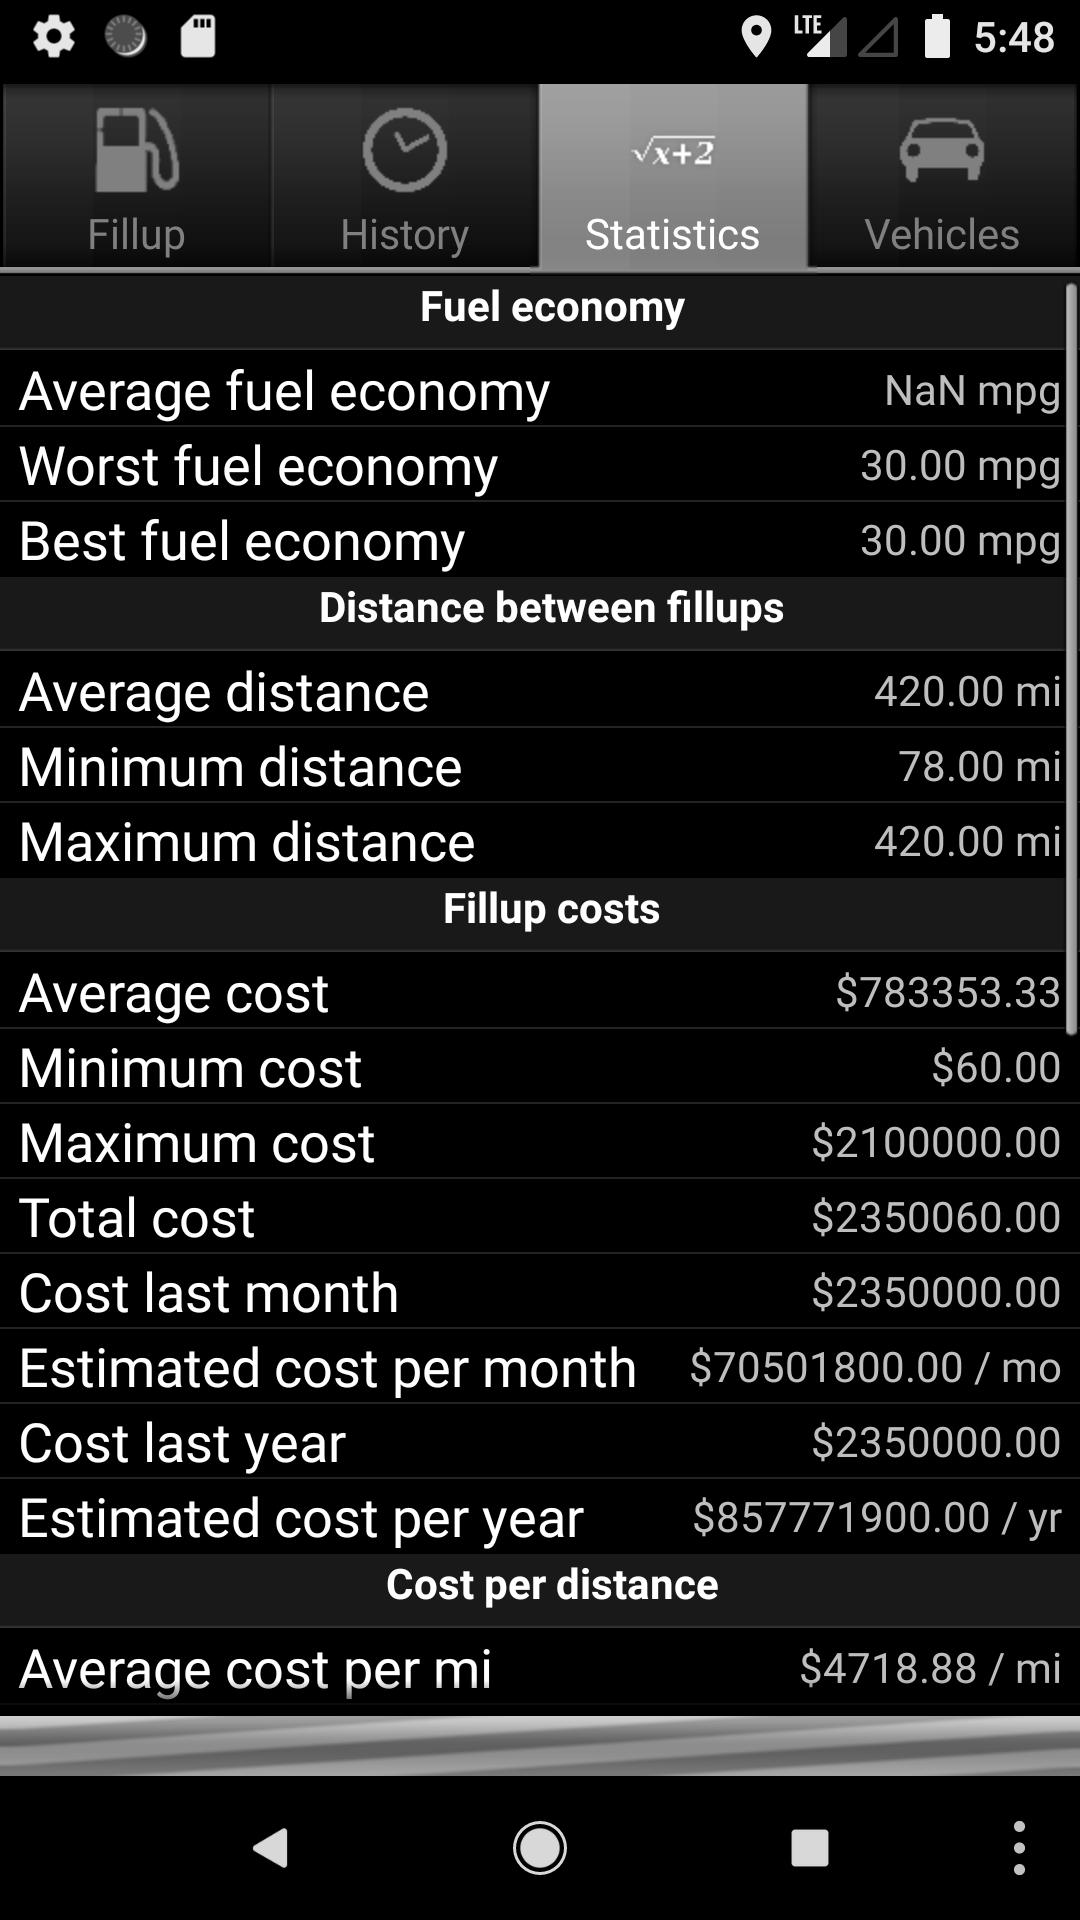 LTE 5:48
√x+2
Fillup History Statistics Vehicles
Fuel economy
Average fuel economy NaN mpg
Worst fuel economy 30.00 mpg
Best fuel economy 30.00 mpg
Distance between fillups
Average distance 420.00 mi
Minimum distance 78.00 mi
Maximum distance 420.00 mi
Fillup costs
Average cost $783353.33
Minimum cost $60.00
Maximum cost $2100000.00
Total cost $2350060.00
Cost last month $2350000.00
Estimated cost per month $70501800.00 / mo
Cost last year $2350000.00
Estimated cost per year $857771900.00 / yr
Cost per distance
Average cost per mi $4718.88 / mi